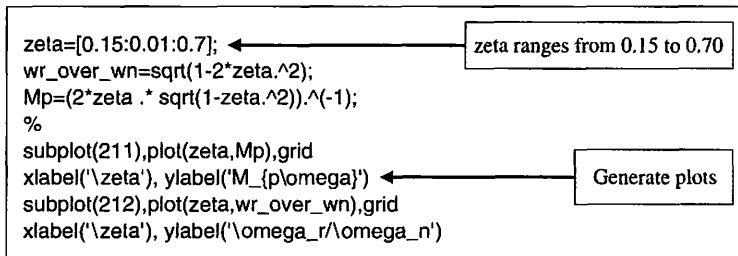 zeta=[0.15:0.01:0.7];
zeta ranges from 0.15 to 0.70
wr_over_wn=sqrt(1-2*zeta.^2);
Mp=(2*zeta .* sqrt(1-zeta.^2)).^(-1);
%
subplot(211),plot(zeta,Mp),grid
xlabel('\zeta'), ylabel('M_{p\omega}')
Generate plots
subplot(212),plot(zeta,wr_over_wn),grid
xlabel('\zeta'), ylabel('\omega_r/\omega_n')